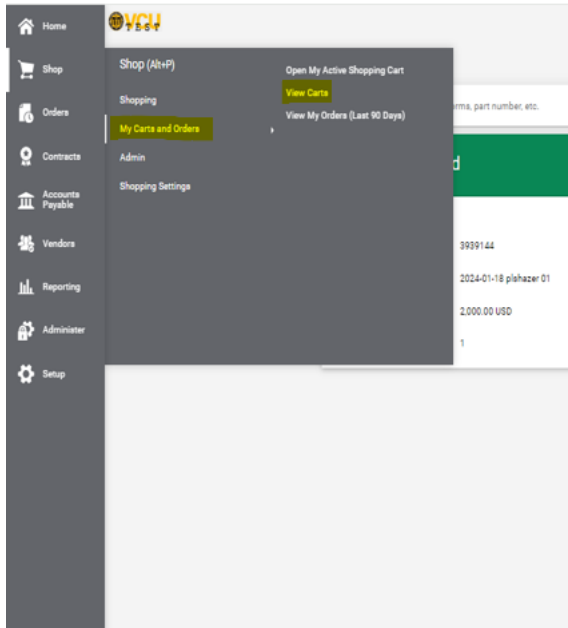 Home
VCU
TEST
Shop
Orders
Contracts
Accounts
Payable
Vendors
Reporting
Administer
Setup
Shop (Alt+P)
Shopping
My Carts and Orders
Admin
Shopping Settings
Open My Active Shopping Cart
View Carts
View My Orders (Last 90 Days)
part number, etc.
d
3939144
2024-01-18 plshazer 01
2,000.00 USD
1